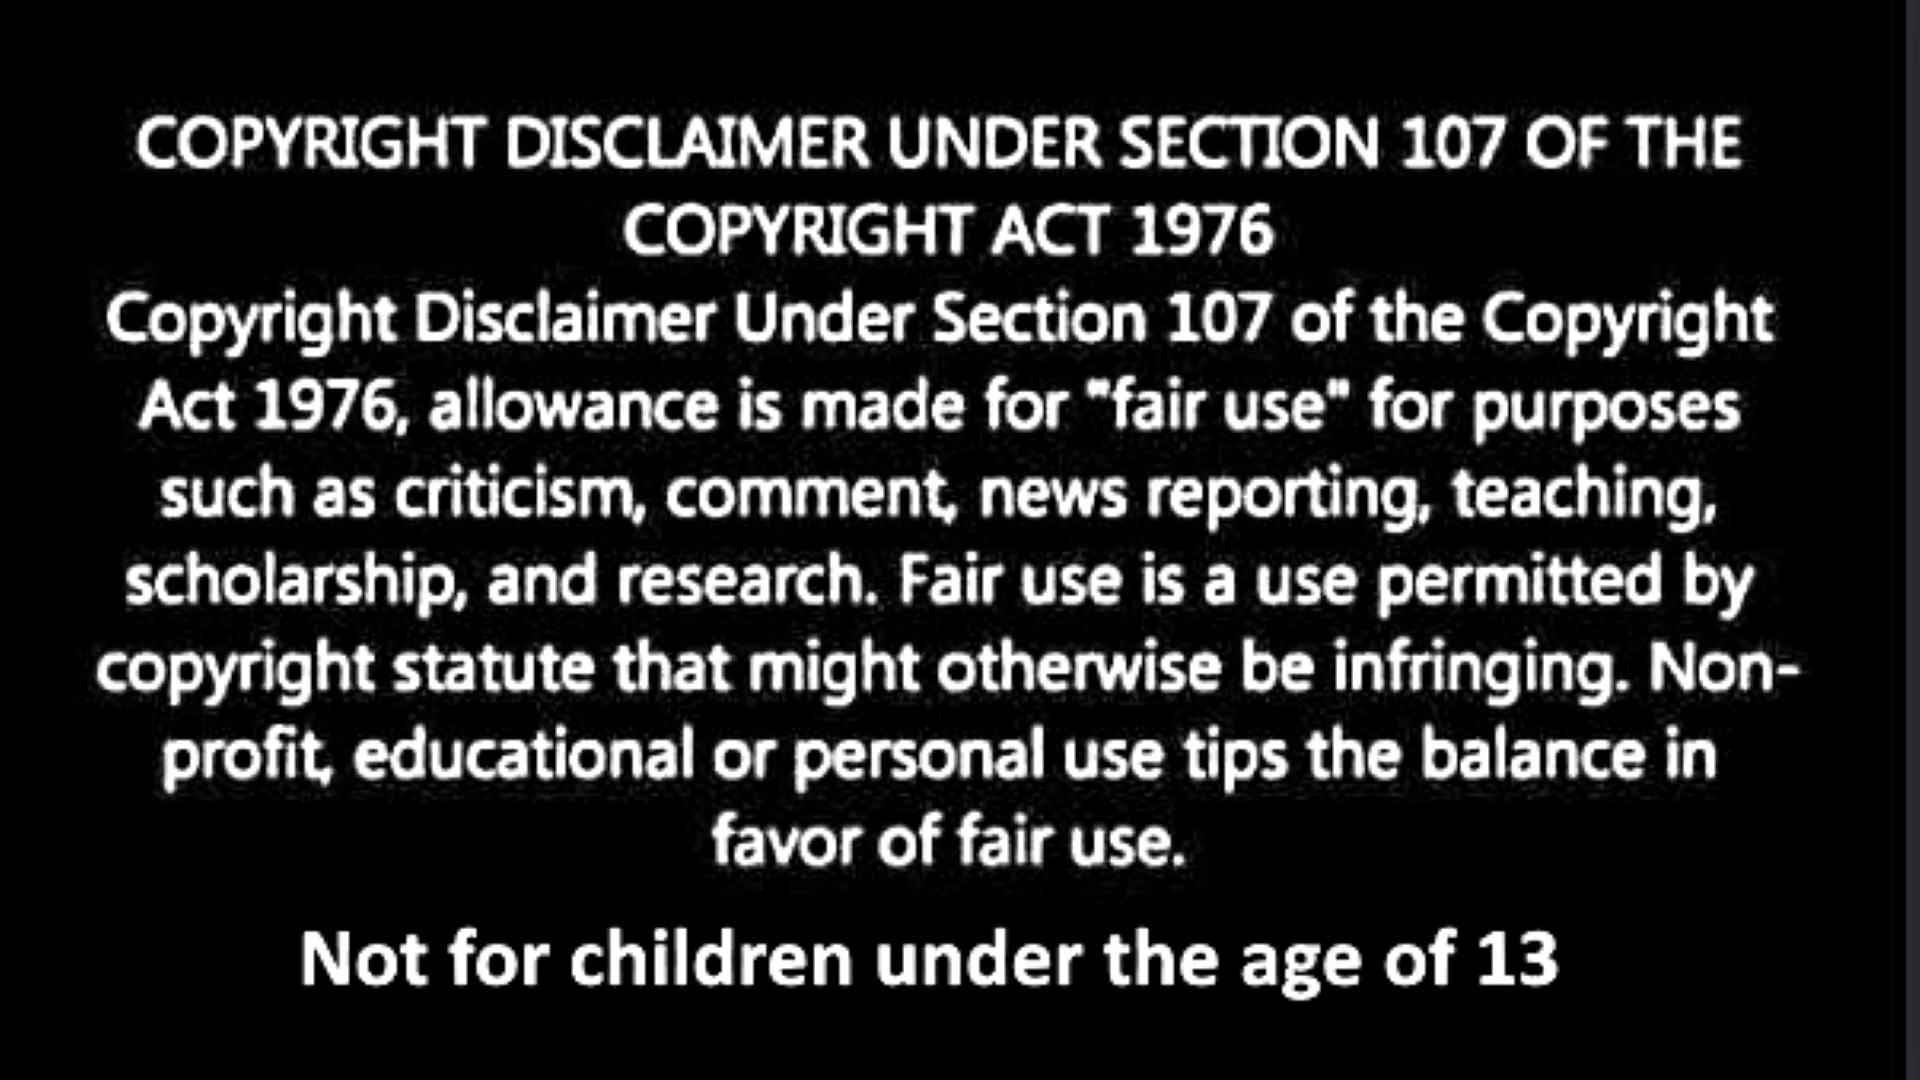 COPYRIGHT DISCLAIMER UNDER SECTION 107 OF THE
COPYRIGHT ACT 1976
Copyright Disclaimer Under Section 107 of the Copyright
Act 1976, allowance is made for "fair use" for purposes
such as criticism, comment, news reporting, teaching,
scholarship, and research. Fair use is a use permitted by
copyright statute that might otherwise be infringing. Non-
profit, educational or personal use tips the balance in
favor of fair use.
Not for children under the age of 13